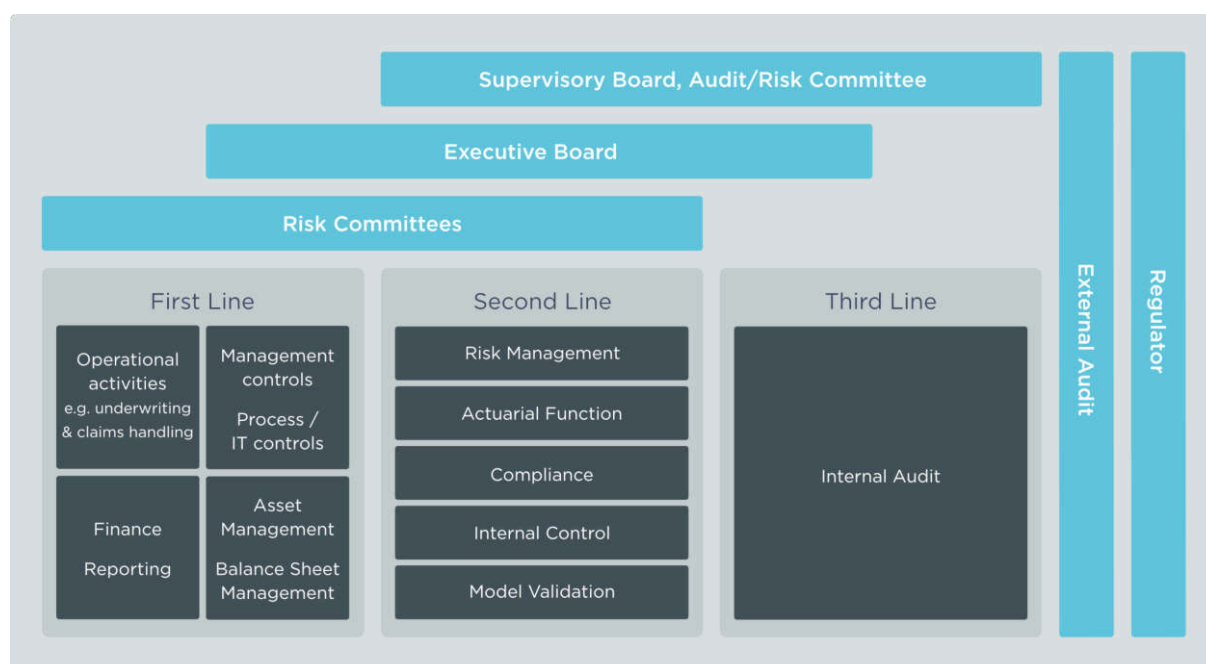 Supervisory Board, Audit/Risk Committee
Executive Board
Risk Committees
First Line
Operational
activities
e.g. underwriting
& claims handling
Management
controls
Process /
IT controls
Finance
Reporting
Asset
Management
Balance Sheet
Management
Second Line
Risk Management
Actuarial Function
Compliance
Internal Control
Model Validation
Third Line
Internal Audit
External Audit
Regulator